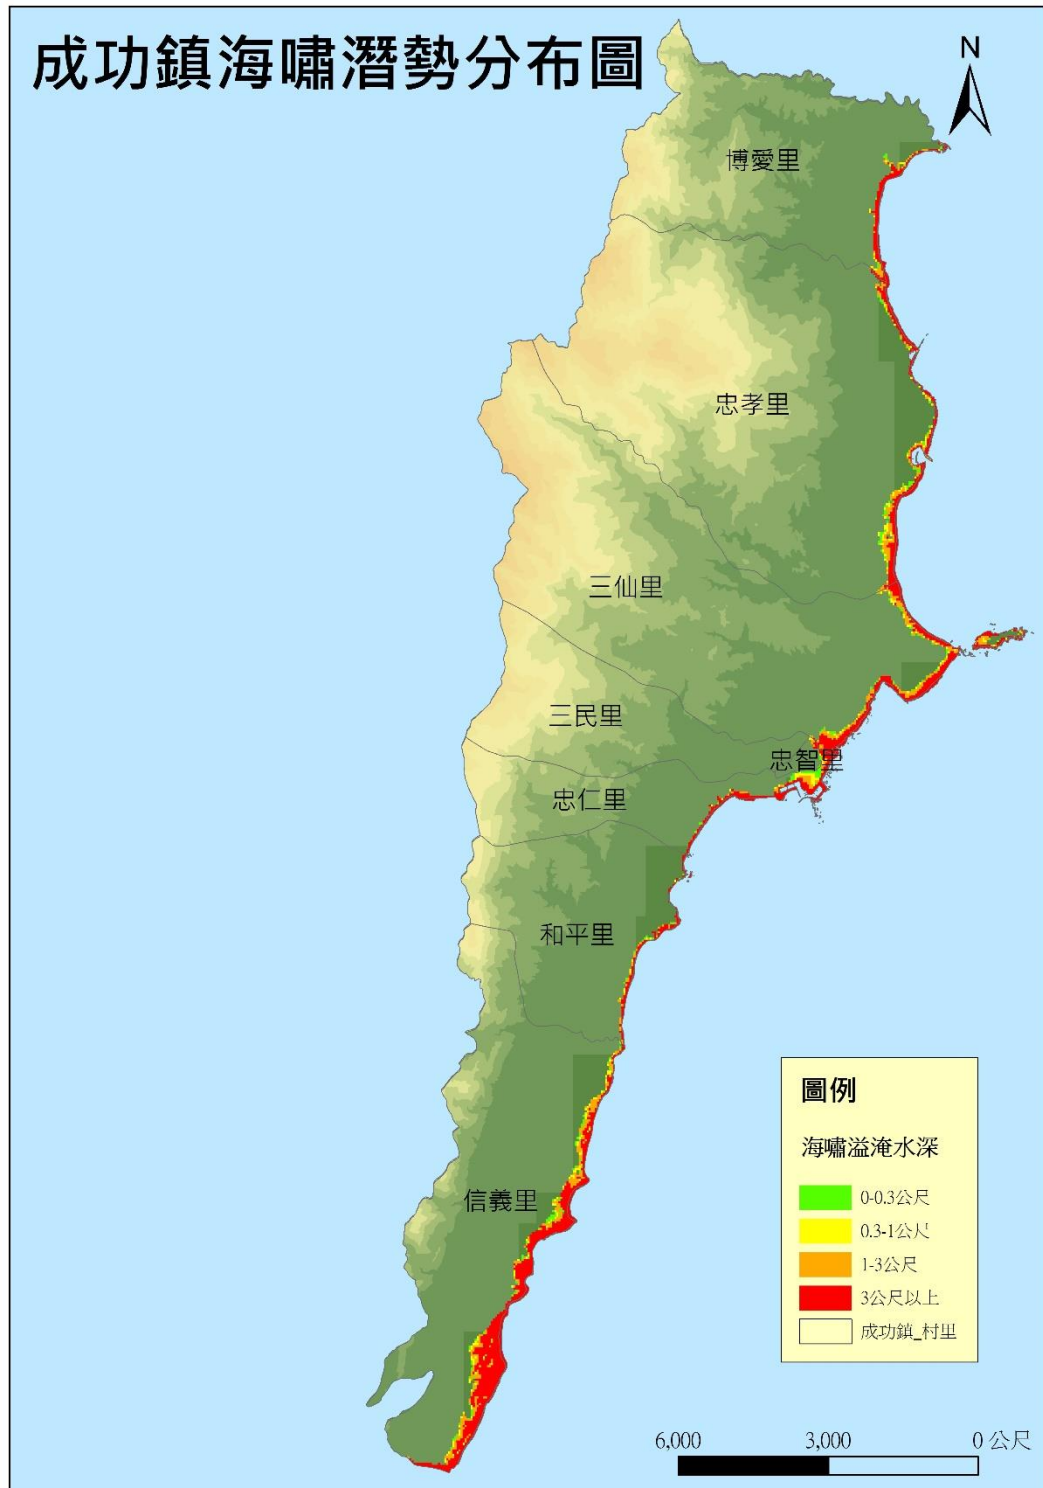 成功鎮海嘯潛勢分布圖
N
博愛里
忠孝里
三仙里
三民里
忠智里
忠仁里
和平里
信義里
圖例
海嘯溢淹水深
0-0.3公尺
0.3-1公尺
1-3公尺
3公尺以上
成功鎮_村里
6,000 3,000 0 公尺